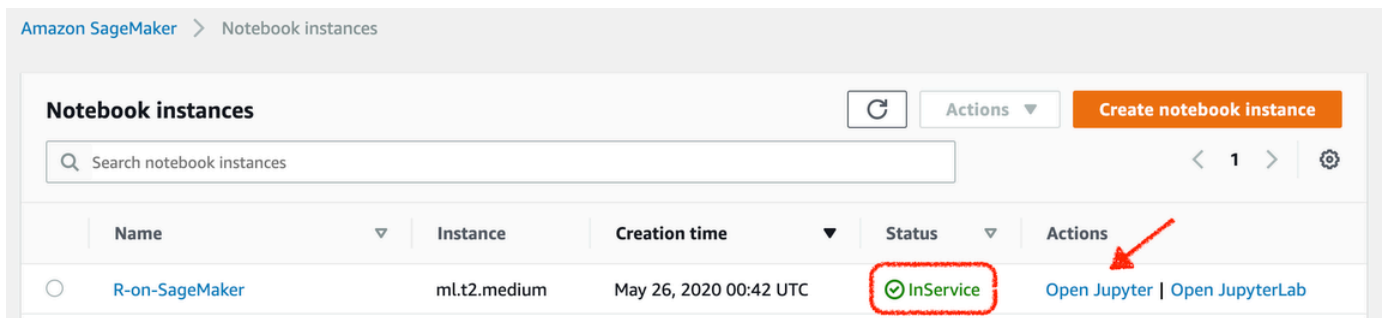 Amazon SageMaker > Notebook instances
Notebook instances
Actions
Create notebook instance
Search notebook instances
< 1 >
Name Instance Creation time Status Actions
R-on-SageMaker ml.t2.medium May 26, 2020 00:42 UTC InService Open Jupyter | Open JupyterLab